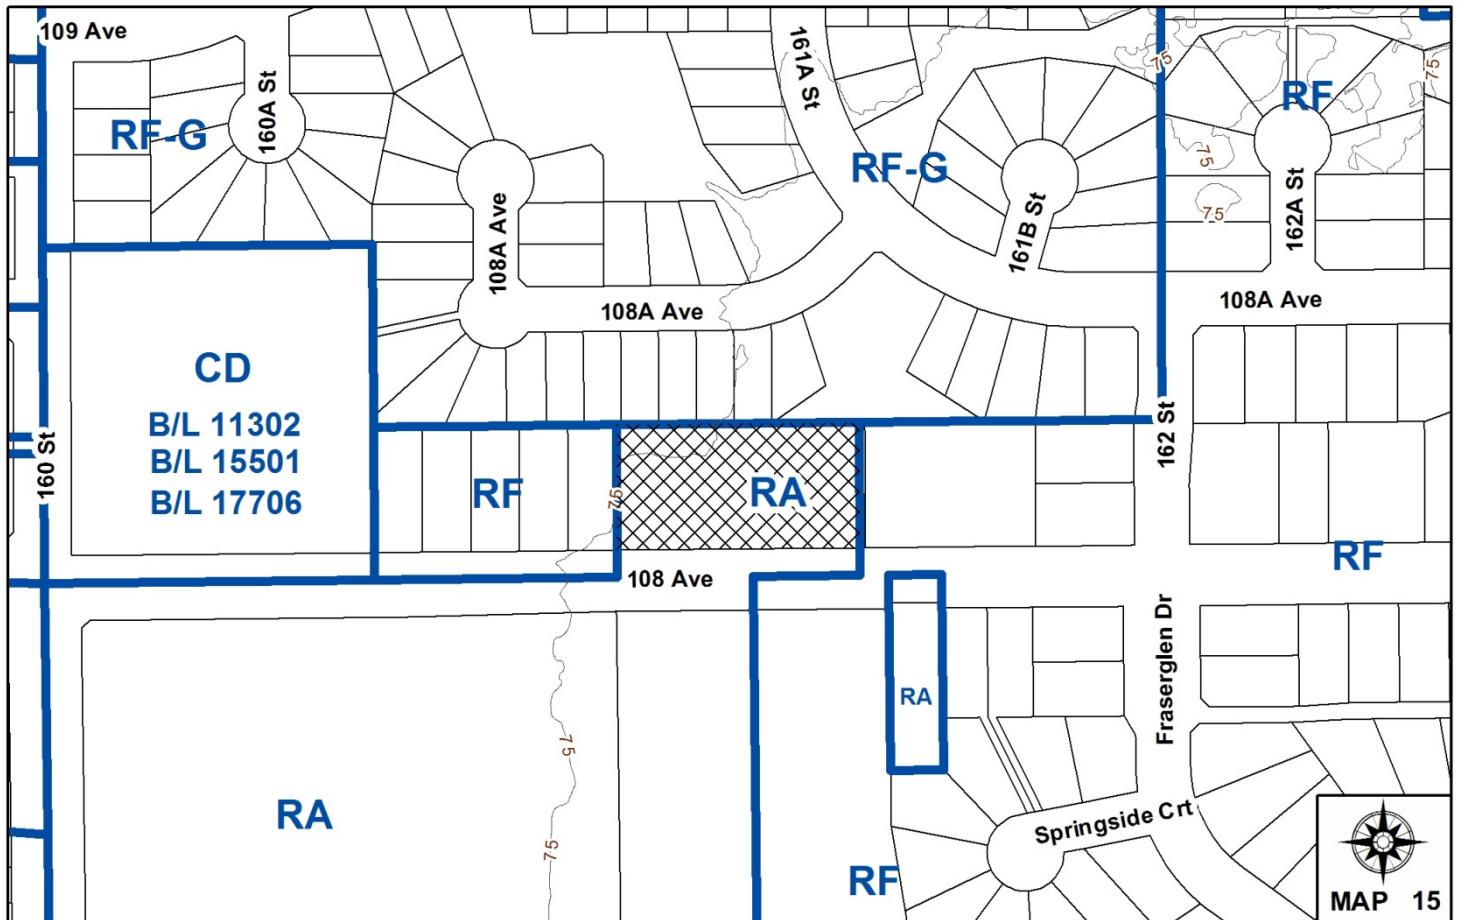 109 Ave
160A St
RF-G
161A St
75
RF
75
RF-G
75
75
161B St
162A St
108A Ave
108A Ave
108A Ave
CD
B/L 11302
B/L 15501
B/L 17706
160 St
162 St
RF
75
RA
RF
108 Ave
Fraserglen Dr
RA
75
RA
Springside Crt
75
RF
MAP 15